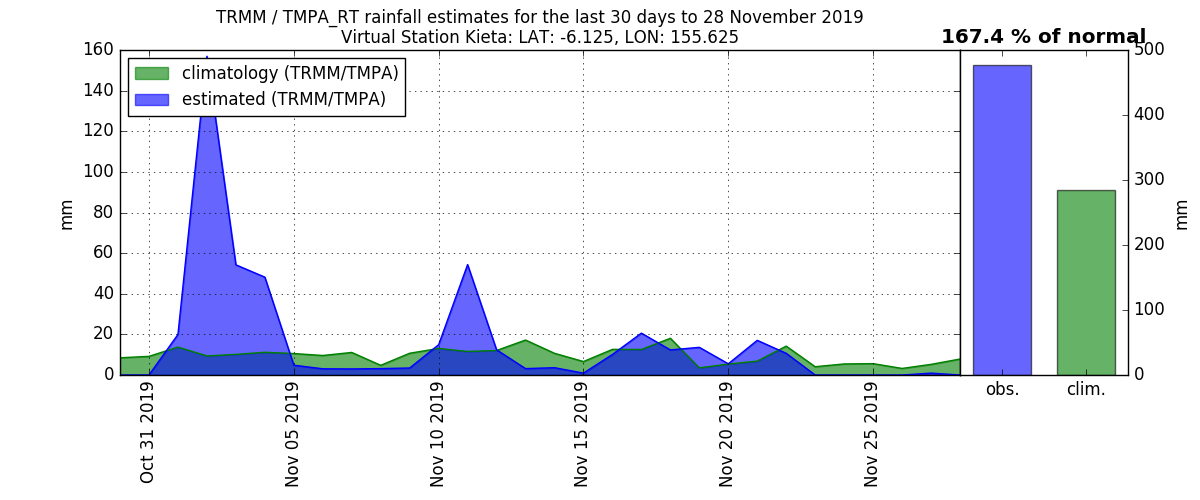 TRMM / TMPA_RT rainfall estimates for the last 30 days to 28 November 2019
Virtual Station Kieta: LAT: -6.125, LON: 155.625
167.4 % of normal
climatology (TRMM/TMPA)
estimated (TRMM/TMPA)
mm
160
140
120
100
80
60
40
20
0
Oct 31 2019
Nov 05 2019
Nov 10 2019
Nov 15 2019
Nov 20 2019
Nov 25 2019
obs.
clim.
500
400
300
200
100
0
mm